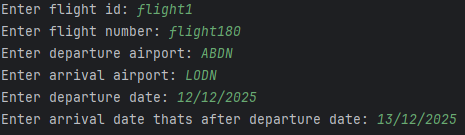 Enter flight id: flight1
Enter flight number: flight180
Enter departure airport: ABDN
Enter arrival airport: LODN
Enter departure date: 12/12/2025
Enter arrival date thats after departure date: 13/12/2025